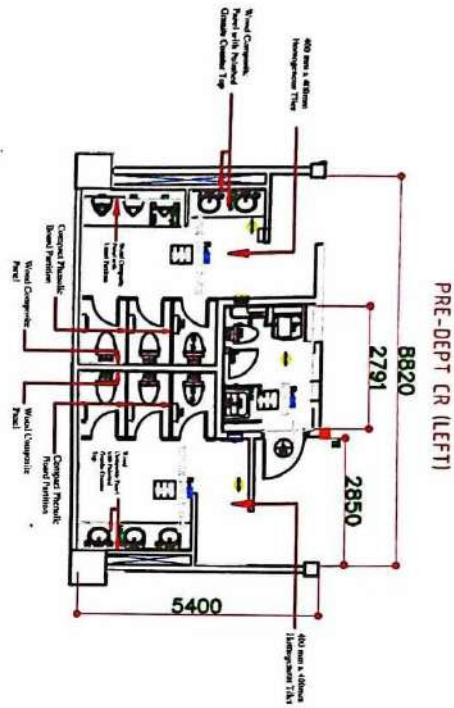 PRE-DEPT CR (LEFT)
8820
2791
2850
5400
400 mm x 400mm
Homogenous Tiles
Wood Composite
Panel with Polished
Granite Counter Top
Compact Phenolic
Board Partition
Wood Composite
Panel
Wood Composite
Panel
Compact Phenolic
Board Partition
400 mm x 400mm
Homogenous Tiles